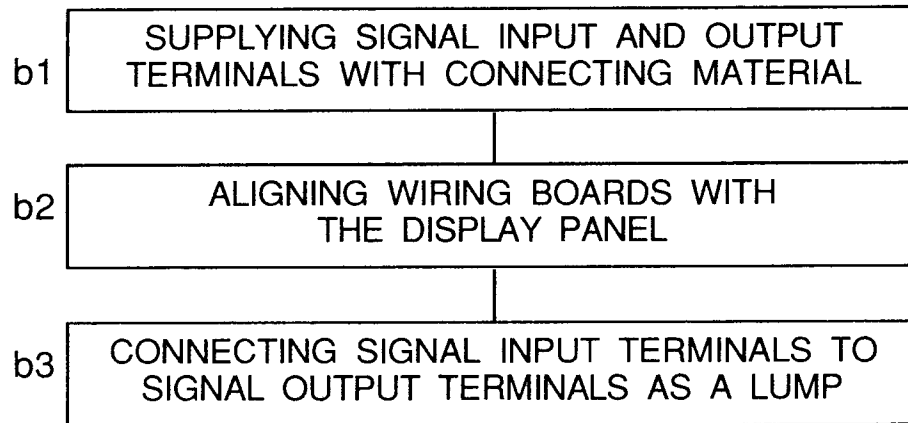 b1
SUPPLYING SIGNAL INPUT AND OUTPUT
TERMINALS WITH CONNECTING MATERIAL
b2
ALIGNING WIRING BOARDS WITH
THE DISPLAY PANEL
b3
CONNECTING SIGNAL INPUT TERMINALS TO
SIGNAL OUTPUT TERMINALS AS A LUMP